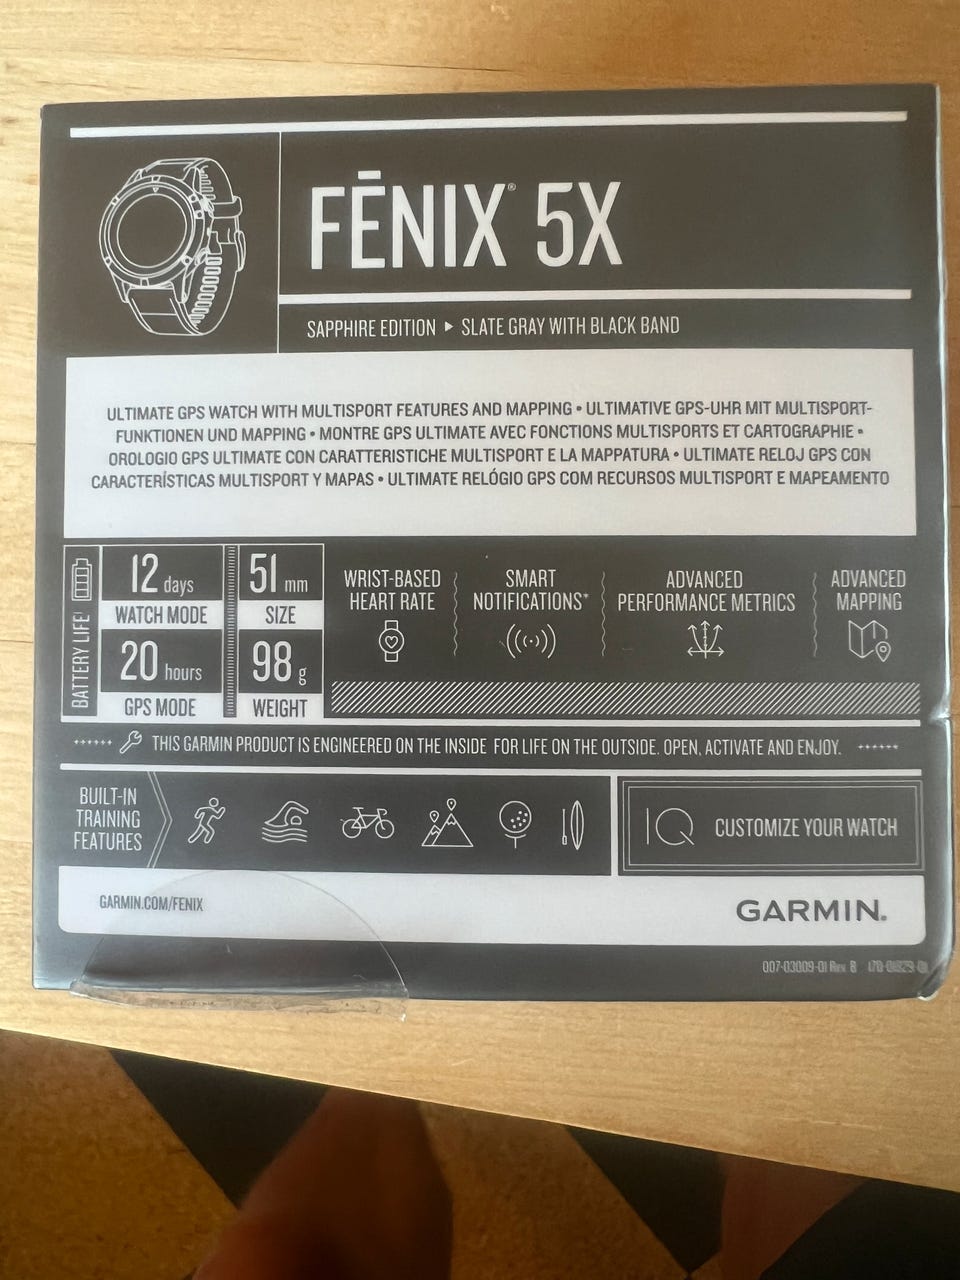 FĒNIX® 5X
SAPPHIRE EDITION ▸ SLATE GRAY WITH BLACK BAND
ULTIMATE GPS WATCH WITH MULTISPORT FEATURES AND MAPPING • ULTIMATIVE GPS-UHR MIT MULTISPORT-
FUNKTIONEN UND MAPPING • MONTRE GPS ULTIMATE AVEC FONCTIONS MULTISPORTS ET CARTOGRAPHIE •
OROLOGIO GPS ULTIMATE CON CARATTERISTICHE MULTISPORT E LA MAPPATURA • ULTIMATE RELOJ GPS CON
CARACTERÍSTICAS MULTISPORT Y MAPAS • ULTIMATE RELÓGIO GPS COM RECURSOS MULTISPORT E MAPEAMENTO
BATTERY LIFE¹
12 days
WATCH MODE
20 hours
GPS MODE
51 mm
SIZE
98 g
WEIGHT
WRIST-BASED
HEART RATE
SMART
NOTIFICATIONS*
ADVANCED
PERFORMANCE METRICS
ADVANCED
MAPPING
THIS GARMIN PRODUCT IS ENGINEERED ON THE INSIDE FOR LIFE ON THE OUTSIDE. OPEN, ACTIVATE AND ENJOY.
BUILT-IN
TRAINING
FEATURES
IQ CUSTOMIZE YOUR WATCH
GARMIN.COM/FENIX
GARMIN®
007-03009-01 Rev B